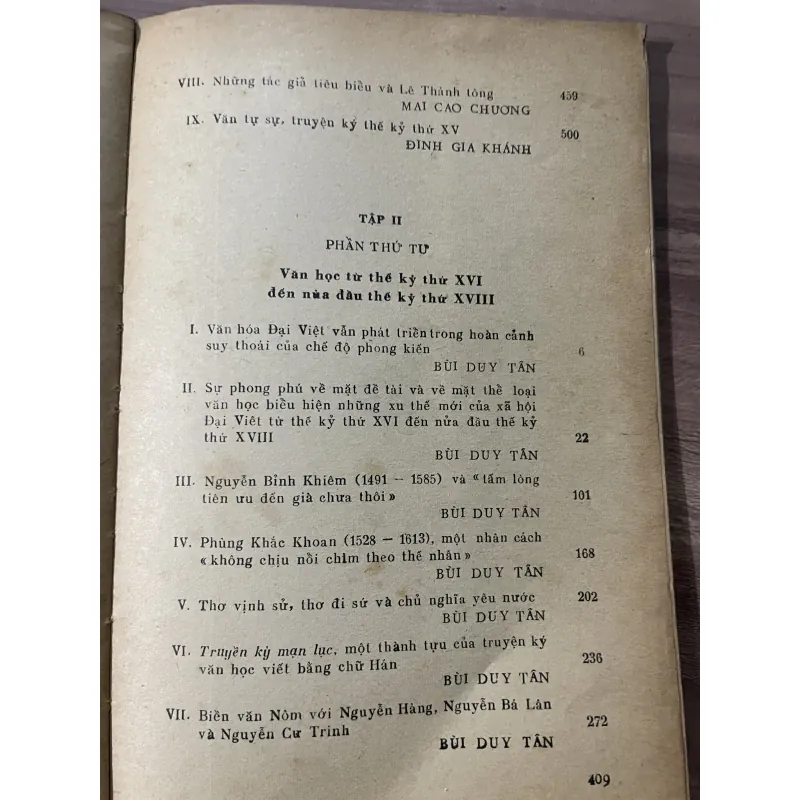 VIII. Những tác giả tiêu biểu và Lê Thánh tông 459
MAI CAO CHƯƠNG
IX. Văn tự sự, truyện ký thế kỷ thứ XV 500
ĐINH GIA KHÁNH
TẬP II
PHẦN THỨ TƯ
Văn học từ thế kỷ thứ XVI
đến nửa đầu thế kỷ thứ XVIII
I. Văn hóa Đại Việt vẫn phát triển trong hoàn cảnh
suy thoái của chế độ phong kiến 6
BÙI DUY TÂN
II. Sự phong phú về mặt đề tài và về mặt thể loại
văn học biểu hiện những xu thế mới của xã hội
Đại Viêt từ thế kỷ thứ XVI đến nửa đầu thế kỷ
thứ XVIII 22
BÙI DUY TÂN
III. Nguyễn Bỉnh Khiêm (1491 — 1585) và «tấm lòng
tiên ưu đến già chưa thôi» 101
BÙI DUY TÂN
IV. Phùng Khắc Khoan (1528 — 1613), một nhân cách
«không chịu nổi chìm theo thế nhân» 168
BÙI DUY TÂN
V. Thơ vịnh sử, thơ đi sứ và chủ nghĩa yêu nước 202
BÙI DUY TÂN
VI. Truyền kỳ mạn lục, một thành tựu của truyện ký
văn học viết bằng chữ Hán 236
BÙI DUY TÂN
VII. Biền văn Nôm với Nguyễn Hàng, Nguyễn Bá Lân
và Nguyễn Cư Trinh 272
BÙI DUY TÂN
409